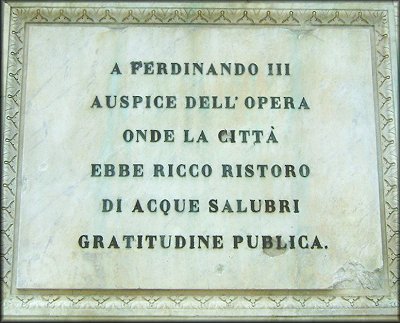 A FERDINANDO III
AUSPICE DELL' OPERA
ONDE LA CITTÀ
EBBE RICCO RISTORO
DI ACQUE SALUBRI
GRATITUDINE PUBLICA.